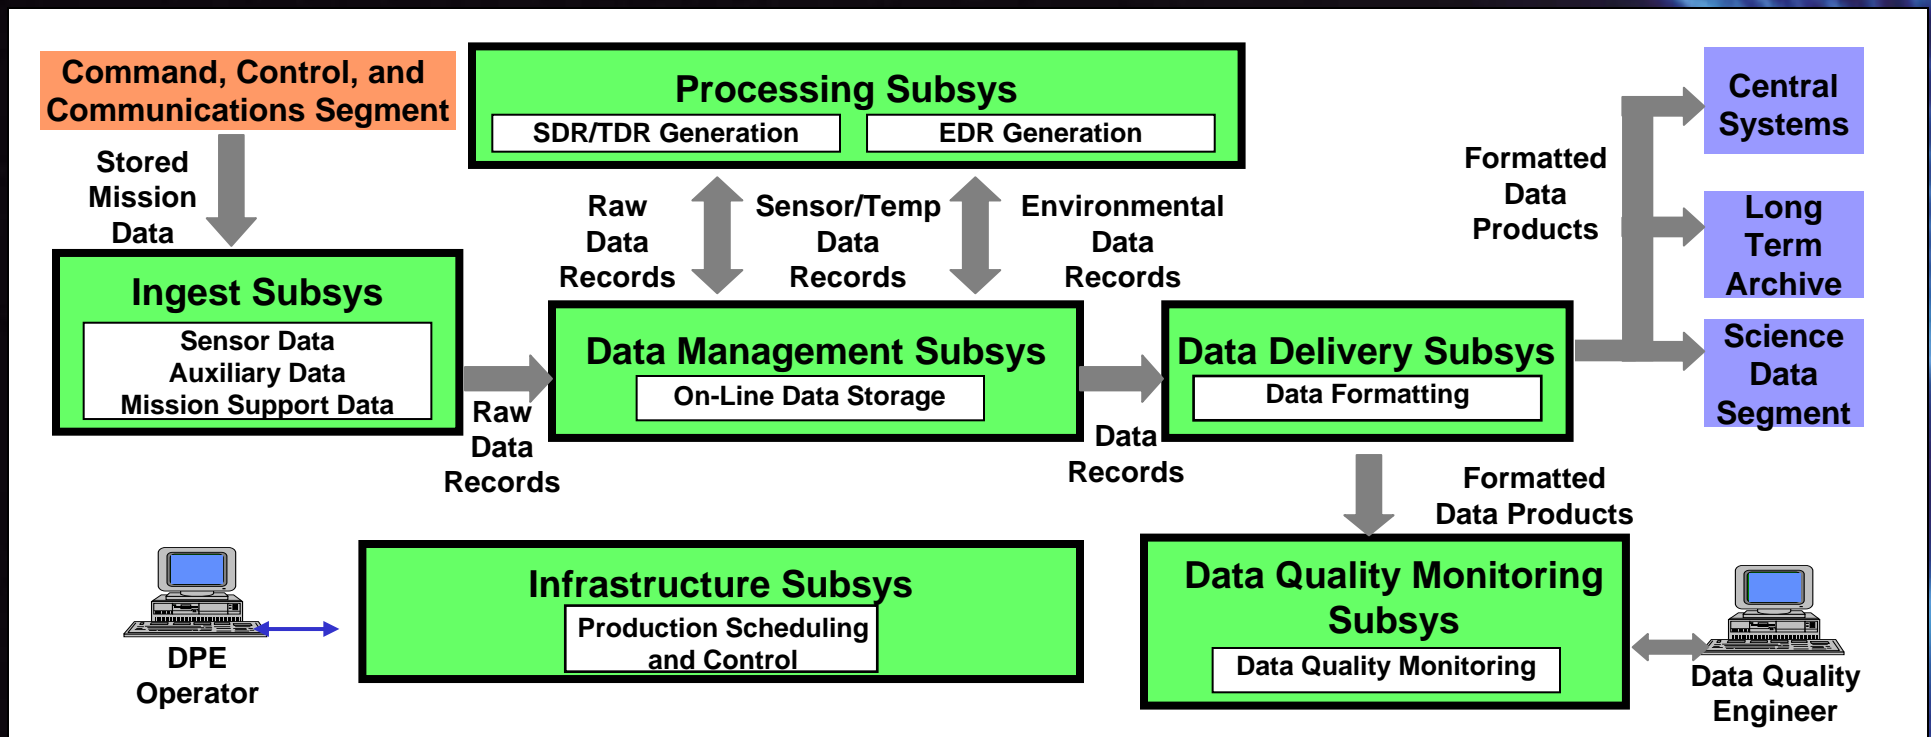 Command, Control, and
Communications Segment
Processing Subsys
SDR/TDR Generation
EDR Generation
Central
Systems
Stored
Mission
Data
Raw
Data
Records
Sensor/Temp
Data
Records
Environmental
Data
Records
Formatted
Data
Products
Long
Term
Archive
Ingest Subsys
Sensor Data
Auxiliary Data
Mission Support Data
Raw
Data
Records
Data Management Subsys
On-Line Data Storage
Data
Records
Data Delivery Subsys
Data Formatting
Science
Data
Segment
Formatted
Data Products
DPE
Operator
Infrastructure Subsys
Production Scheduling
and Control
Data Quality Monitoring
Subsys
Data Quality Monitoring
Data Quality
Engineer